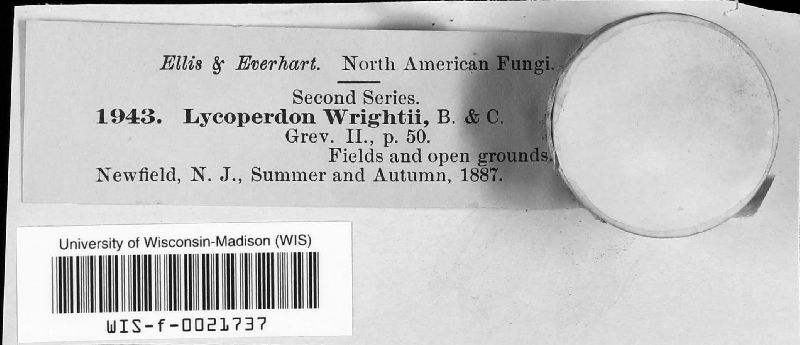 Ellis & Everhart. North American Fungi.
Second Series.
1943. Lycoperdon Wrightii, B. & C.
Grev. II., p. 50.
Fields and open grounds.
Newfield, N. J., Summer and Autumn, 1887.
University of Wisconsin-Madison (WIS)
WIS-f-0021737